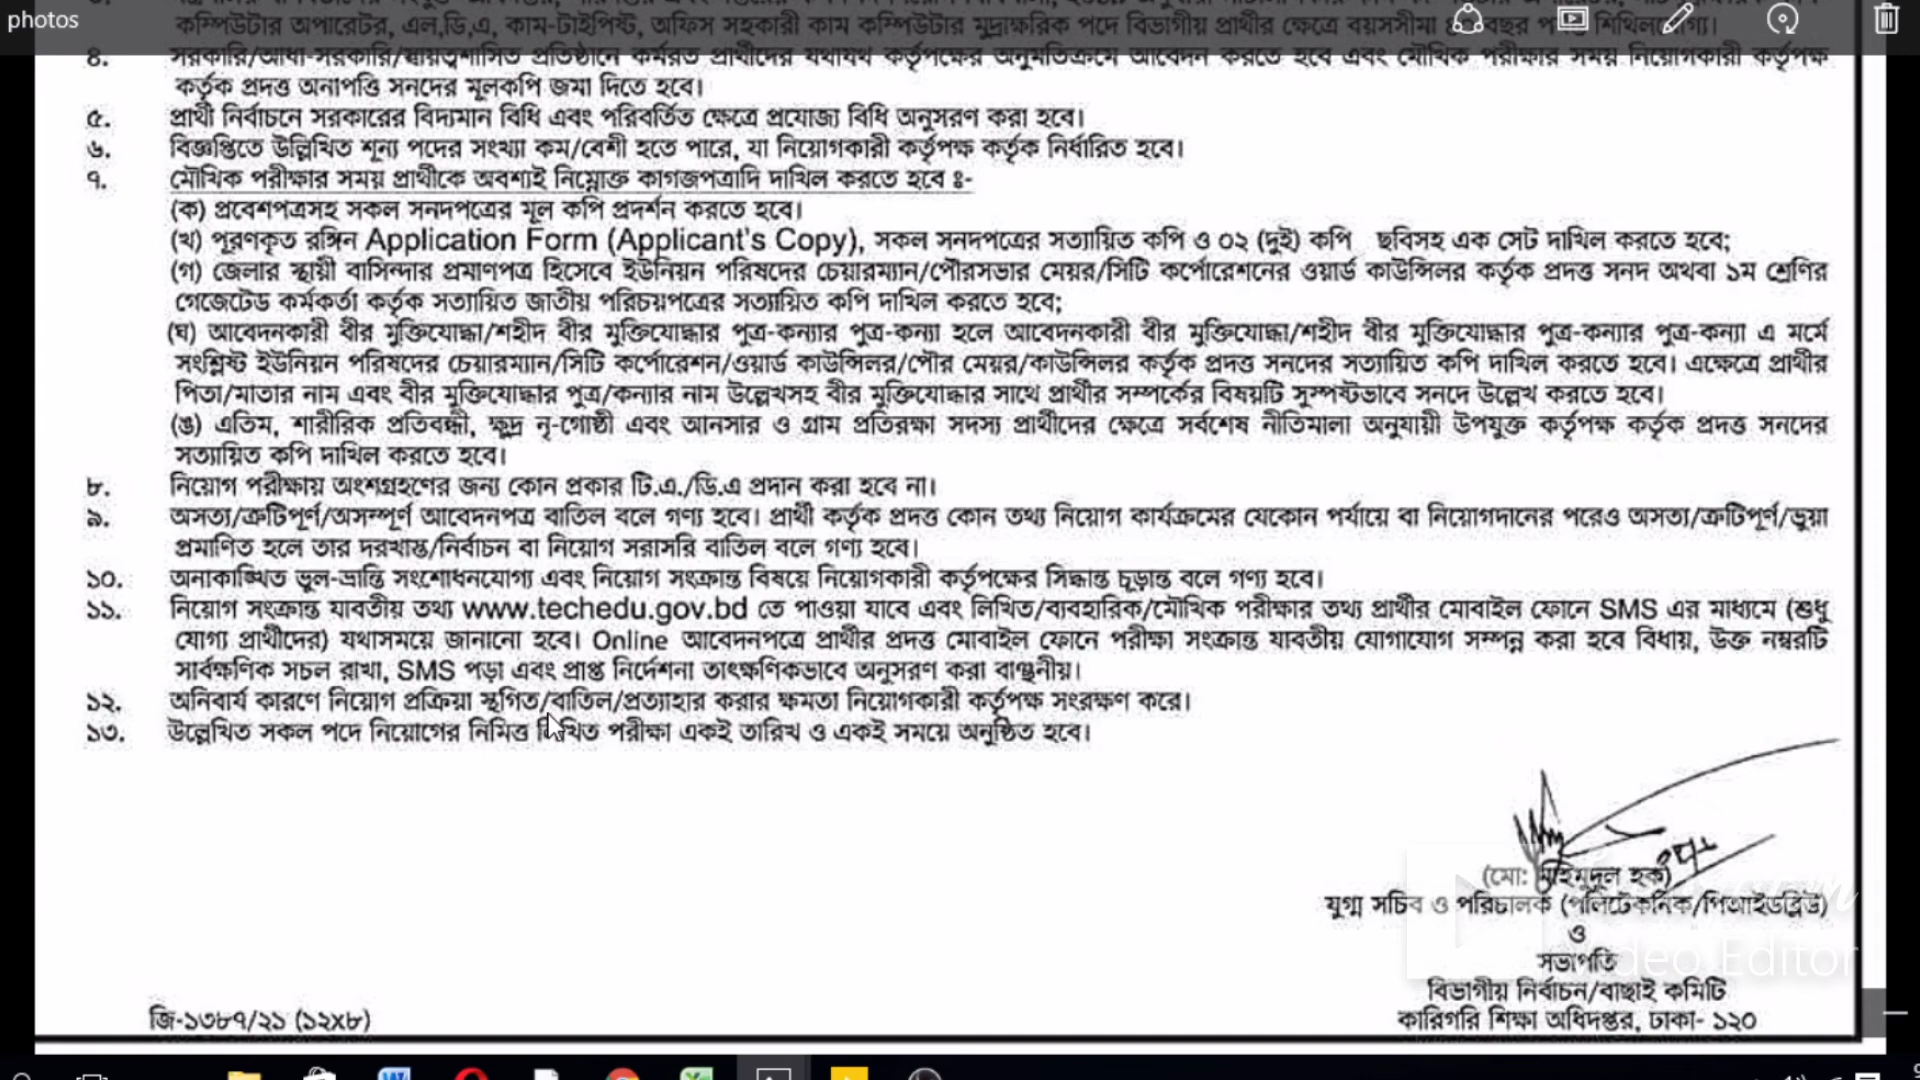 photos
কম্পিউটার অপারেটর, এল,ডি,এ, কাম-টাইপিস্ট, অফিস সহকারী কাম কম্পিউটার মুদ্রাক্ষরিক পদে বিভাগীয় প্রার্থীর ক্ষেত্রে বয়সসীমা
৪. সরকারি/আধা-সরকারি/স্বায়ত্বশাসিত প্রতিষ্ঠানে কর্মরত প্রার্থীদের যথাযথ কর্তৃপক্ষের অনুমতিক্রমে আবেদন করতে হবে এবং মৌখিক পরীক্ষার সময় নিয়োগকারী কর্তৃপক্ষ
কর্তৃক প্রদত্ত অনাপত্তি সনদের মূলকপি জমা দিতে হবে।
৫. প্রার্থী নির্বাচনে সরকারের বিদ্যমান বিধি এবং পরিবর্তিত ক্ষেত্রে প্রযোজ্য বিধি অনুসরণ করা হবে।
৬. বিজ্ঞপ্তিতে উল্লিখিত শূন্য পদের সংখ্যা কম/বেশী হতে পারে, যা নিয়োগকারী কর্তৃপক্ষ কর্তৃক নির্ধারিত হবে।
৭. মৌখিক পরীক্ষার সময় প্রার্থীকে অবশ্যই নিম্নোক্ত কাগজপত্রাদি দাখিল করতে হবে ঃ-
(ক) প্রবেশপত্রসহ সকল সনদপত্রের মূল কপি প্রদর্শন করতে হবে।
(খ) পূরণকৃত রঙ্গিন Application Form (Applicant's Copy), সকল সনদপত্রের সত্যায়িত কপি ও ০২ (দুই) কপি ছবিসহ এক সেট দাখিল করতে হবে;
(গ) জেলার স্থায়ী বাসিন্দার প্রমাণপত্র হিসেবে ইউনিয়ন পরিষদের চেয়ারম্যান/পৌরসভার মেয়র/সিটি কর্পোরেশনের ওয়ার্ড কাউন্সিলর কর্তৃক প্রদত্ত সনদ অথবা ১ম শ্রেণির
গেজেটেড কর্মকর্তা কর্তৃক সত্যায়িত জাতীয় পরিচয়পত্রের সত্যায়িত কপি দাখিল করতে হবে;
(ঘ) আবেদনকারী বীর মুক্তিযোদ্ধা/শহীদ বীর মুক্তিযোদ্ধার পুত্র-কন্যার পুত্র-কন্যা হলে আবেদনকারী বীর মুক্তিযোদ্ধা/শহীদ বীর মুক্তিযোদ্ধার পুত্র-কন্যার পুত্র-কন্যা এ মর্মে
সংশ্লিষ্ট ইউনিয়ন পরিষদের চেয়ারম্যান/সিটি কর্পোরেশন/ওয়ার্ড কাউন্সিলর/পৌর মেয়র/কাউন্সিলর কর্তৃক প্রদত্ত সনদের সত্যায়িত কপি দাখিল করতে হবে। এক্ষেত্রে প্রার্থীর
পিতা/মাতার নাম এবং বীর মুক্তিযোদ্ধার পুত্র/কন্যার নাম উল্লেখসহ বীর মুক্তিযোদ্ধার সাথে প্রার্থীর সম্পর্কের বিষয়টি সুস্পষ্টভাবে সনদে উল্লেখ করতে হবে।
(ঙ) এতিম, শারীরিক প্রতিবন্ধী, ক্ষুদ্র নৃ-গোষ্ঠী এবং আনসার ও গ্রাম প্রতিরক্ষা সদস্য প্রার্থীদের ক্ষেত্রে সর্বশেষ নীতিমালা অনুযায়ী উপযুক্ত কর্তৃপক্ষ কর্তৃক প্রদত্ত সনদের
সত্যায়িত কপি দাখিল করতে হবে।
৮. নিয়োগ পরীক্ষায় অংশগ্রহণের জন্য কোন প্রকার টি.এ./ডি.এ প্রদান করা হবে না।
৯. অসত্য/ত্রুটিপূর্ণ/অসম্পূর্ণ আবেদনপত্র বাতিল বলে গণ্য হবে। প্রার্থী কর্তৃক প্রদত্ত কোন তথ্য নিয়োগ কার্যক্রমের যেকোন পর্যায়ে বা নিয়োগদানের পরেও অসত্য/ত্রুটিপূর্ণ/ভুয়া
প্রমাণিত হলে তার দরখাস্ত/নির্বাচন বা নিয়োগ সরাসরি বাতিল বলে গণ্য হবে।
১০. অনাকাঙ্খিত ভুল-ভ্রান্তি সংশোধনযোগ্য এবং নিয়োগ সংক্রান্ত বিষয়ে নিয়োগকারী কর্তৃপক্ষের সিদ্ধান্ত চূড়ান্ত বলে গণ্য হবে।
১১. নিয়োগ সংক্রান্ত যাবতীয় তথ্য www.techedu.gov.bd তে পাওয়া যাবে এবং লিখিত/ব্যবহারিক/মৌখিক পরীক্ষার তথ্য প্রার্থীর মোবাইল ফোনে SMS এর মাধ্যমে (শুধু
যোগ্য প্রার্থীদের) যথাসময়ে জানানো হবে। Online আবেদনপত্রে প্রার্থীর প্রদত্ত মোবাইল ফোনে পরীক্ষা সংক্রান্ত যাবতীয় যোগাযোগ সম্পন্ন করা হবে বিধায়, উক্ত নম্বরটি
সার্বক্ষণিক সচল রাখা, SMS পড়া এবং প্রাপ্ত নির্দেশনা তাৎক্ষণিকভাবে অনুসরণ করা বাঞ্ছনীয়।
১২. অনিবার্য কারণে নিয়োগ প্রক্রিয়া স্থগিত/বাতিল/প্রত্যাহার করার ক্ষমতা নিয়োগকারী কর্তৃপক্ষ সংরক্ষণ করে।
১৩. উল্লেখিত সকল পদে নিয়োগের নিমিত্ত লিখিত পরীক্ষা একই তারিখ ও একই সময়ে অনুষ্ঠিত হবে।
(মো: হক)
যুগ্ম সচিব ও পরিচালক (পলিটেকনিক/পিআইডব্লিউ)
ও
সভাপতি
Video Editor
বিভাগীয় নির্বাচন/বাছাই কমিটি
কারিগরি শিক্ষা অধিদপ্তর, ঢাকা- ১২০
জি-১৩৮৭/২১ (১২x৮)